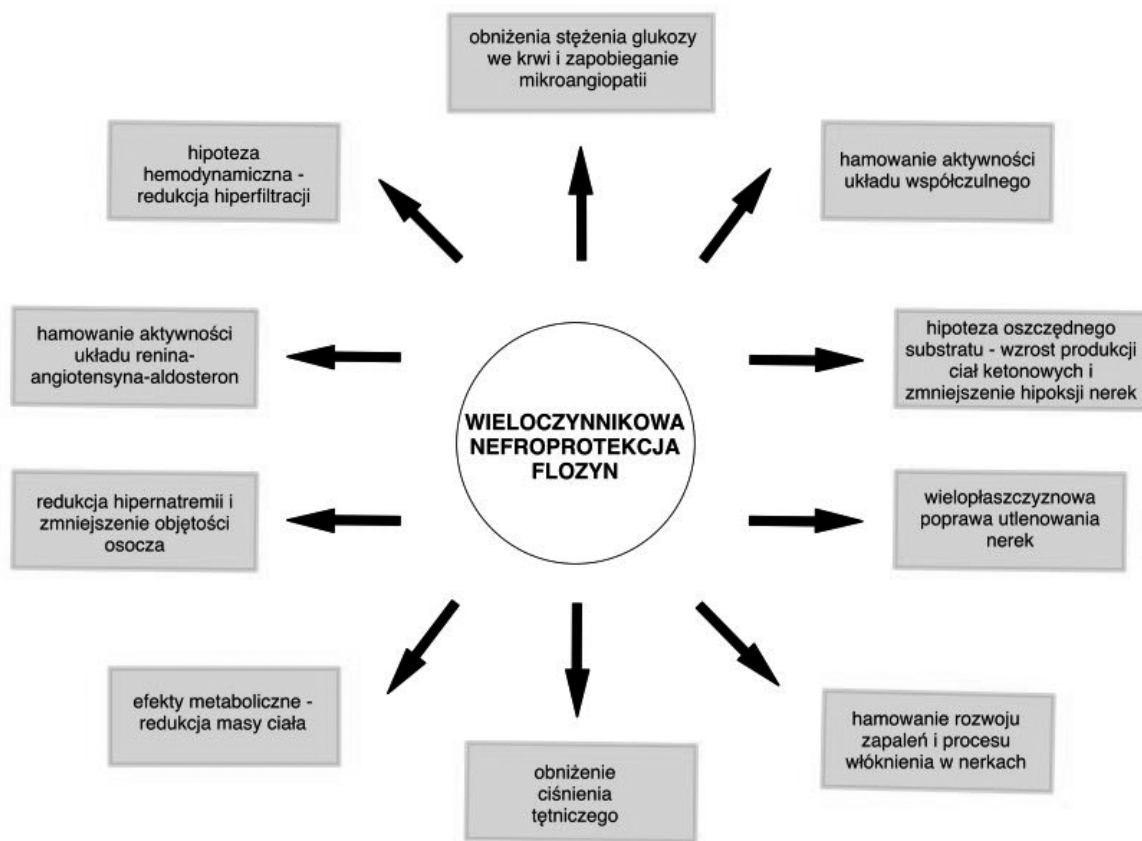 obniżenia stężenia glukozy
we krwi i zapobieganie
mikroangiopatii
hipoteza
hemodynamiczna -
redukcja hiperfiltracji
hamowanie aktywności
układu współczulnego
hamowanie aktywności
układu renina-
angiotensyna-aldosteron
hipoteza oszczędnego
substratu - wzrost produkcji
ciał ketonowych i
zmniejszenie hipoksji nerek
WIELOCZYNNIKOWA
NEFROPROTEKCJA
FLOZYN
redukcja hipernatremii i
zmniejszenie objętości
osocza
wielopłaszczyznowa
poprawa utlenowania
nerek
efekty metaboliczne -
redukcja masy ciała
obniżenie
ciśnienia
tętniczego
hamowanie rozwoju
zapaleń i procesu
włóknienia w nerkach